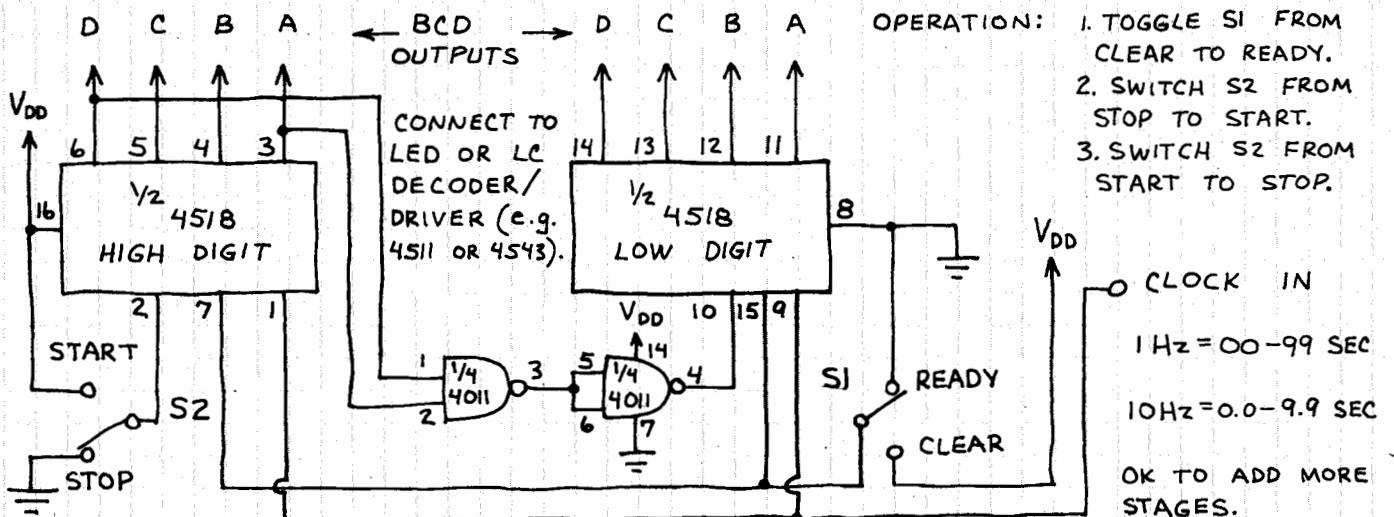 D C B A ← BCD → D C B A
OUTPUTS
OPERATION: 1. TOGGLE S1 FROM
CLEAR TO READY.
2. SWITCH S2 FROM
STOP TO START.
3. SWITCH S2 FROM
START TO STOP.
VDD
CONNECT TO
LED OR LC
DECODER/
DRIVER (e.g.
4511 OR 4543).
6 5 4 3
16
1/2
4518
HIGH DIGIT
2 7 1
14 13 12 11
8
1/2
4518
LOW DIGIT
10 15 9
START
S2
STOP
1
2
1/4
4011
3
VDD
14
5
6
1/4
4011
4
7
S1
READY
CLEAR
VDD
CLOCK IN
1 Hz = 00-99 SEC
10Hz = 0.0-9.9 SEC
OK TO ADD MORE
STAGES.